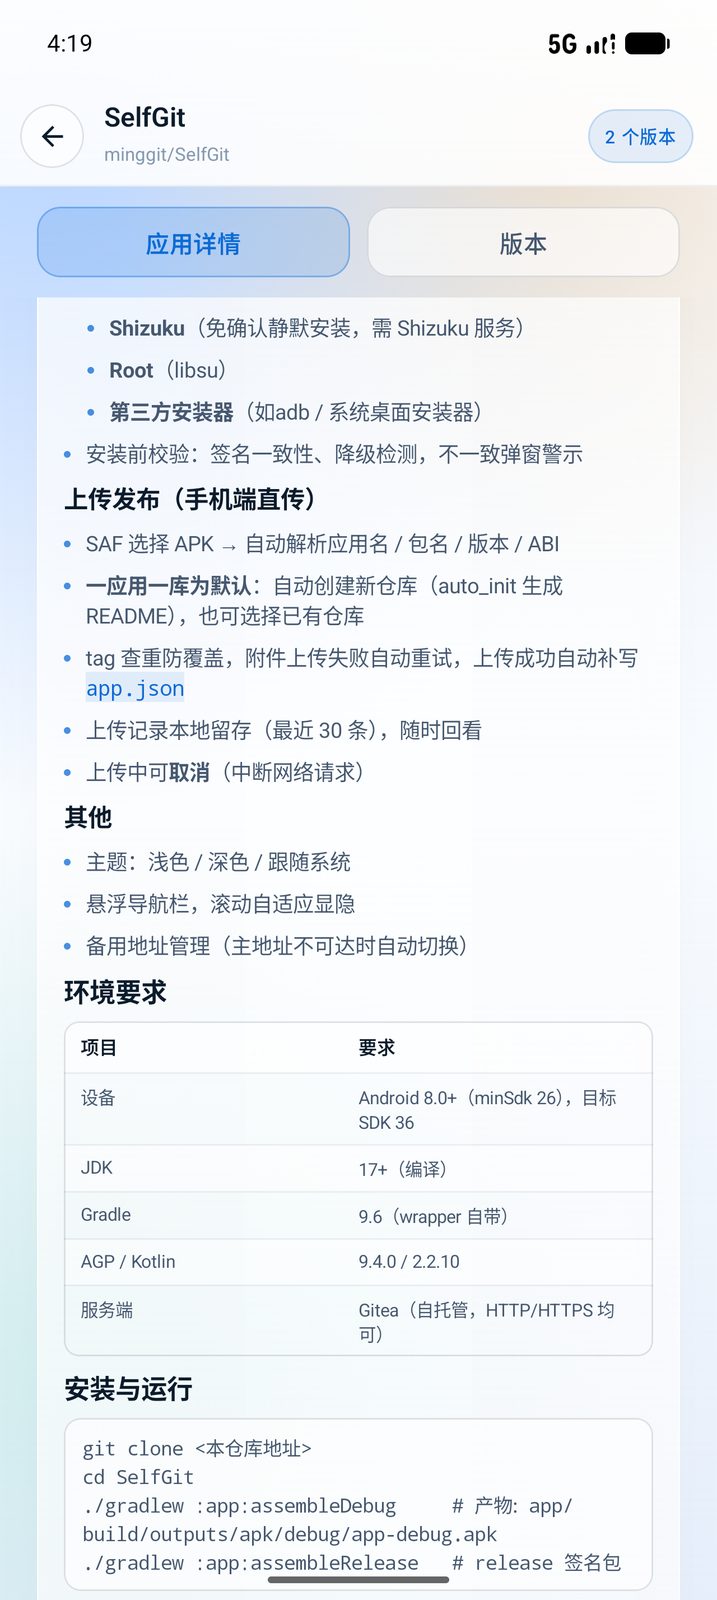 4:19
5G
SelfGit
minggit/SelfGit
2 个版本
应用详情
版本
Shizuku（免确认静默安装，需 Shizuku 服务）
Root（libsu）
第三方安装器（如adb / 系统桌面安装器）
安装前校验：签名一致性、降级检测，不一致弹窗警示
上传发布（手机端直传）
SAF 选择 APK → 自动解析应用名 / 包名 / 版本 / ABI
一应用一库为默认：自动创建新仓库（auto_init 生成
README），也可选择已有仓库
tag 查重防覆盖，附件上传失败自动重试，上传成功自动补写
app.json
上传记录本地留存（最近 30 条），随时回看
上传中可取消（中断网络请求）
其他
主题：浅色 / 深色 / 跟随系统
悬浮导航栏，滚动自适应显隐
备用地址管理（主地址不可达时自动切换）
环境要求
项目 要求
设备 Android 8.0+（minSdk 26），目标
SDK 36
JDK 17+（编译）
Gradle 9.6（wrapper 自带）
AGP / Kotlin 9.4.0 / 2.2.10
服务端 Gitea（自托管，HTTP/HTTPS 均
可）
安装与运行
git clone <本仓库地址>
cd SelfGit
./gradlew :app:assembleDebug # 产物: app/
build/outputs/apk/debug/app-debug.apk
./gradlew :app:assembleRelease # release 签名包